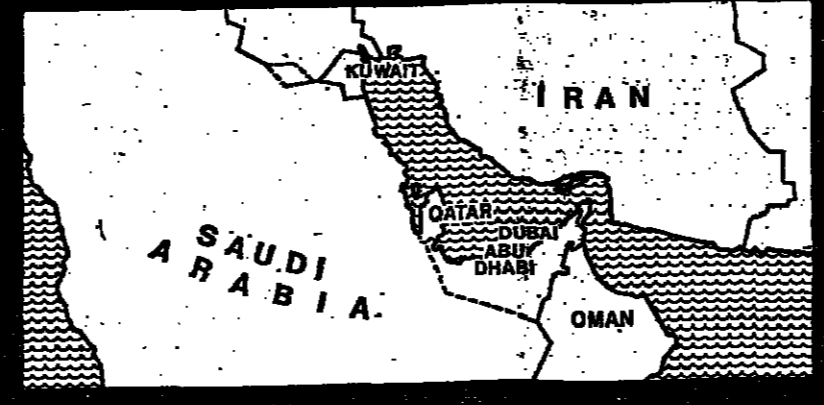 KUWAIT
IRAN
QATAR
DUBAI
ABU
DHABI
SAUDI
ARABIA
OMAN